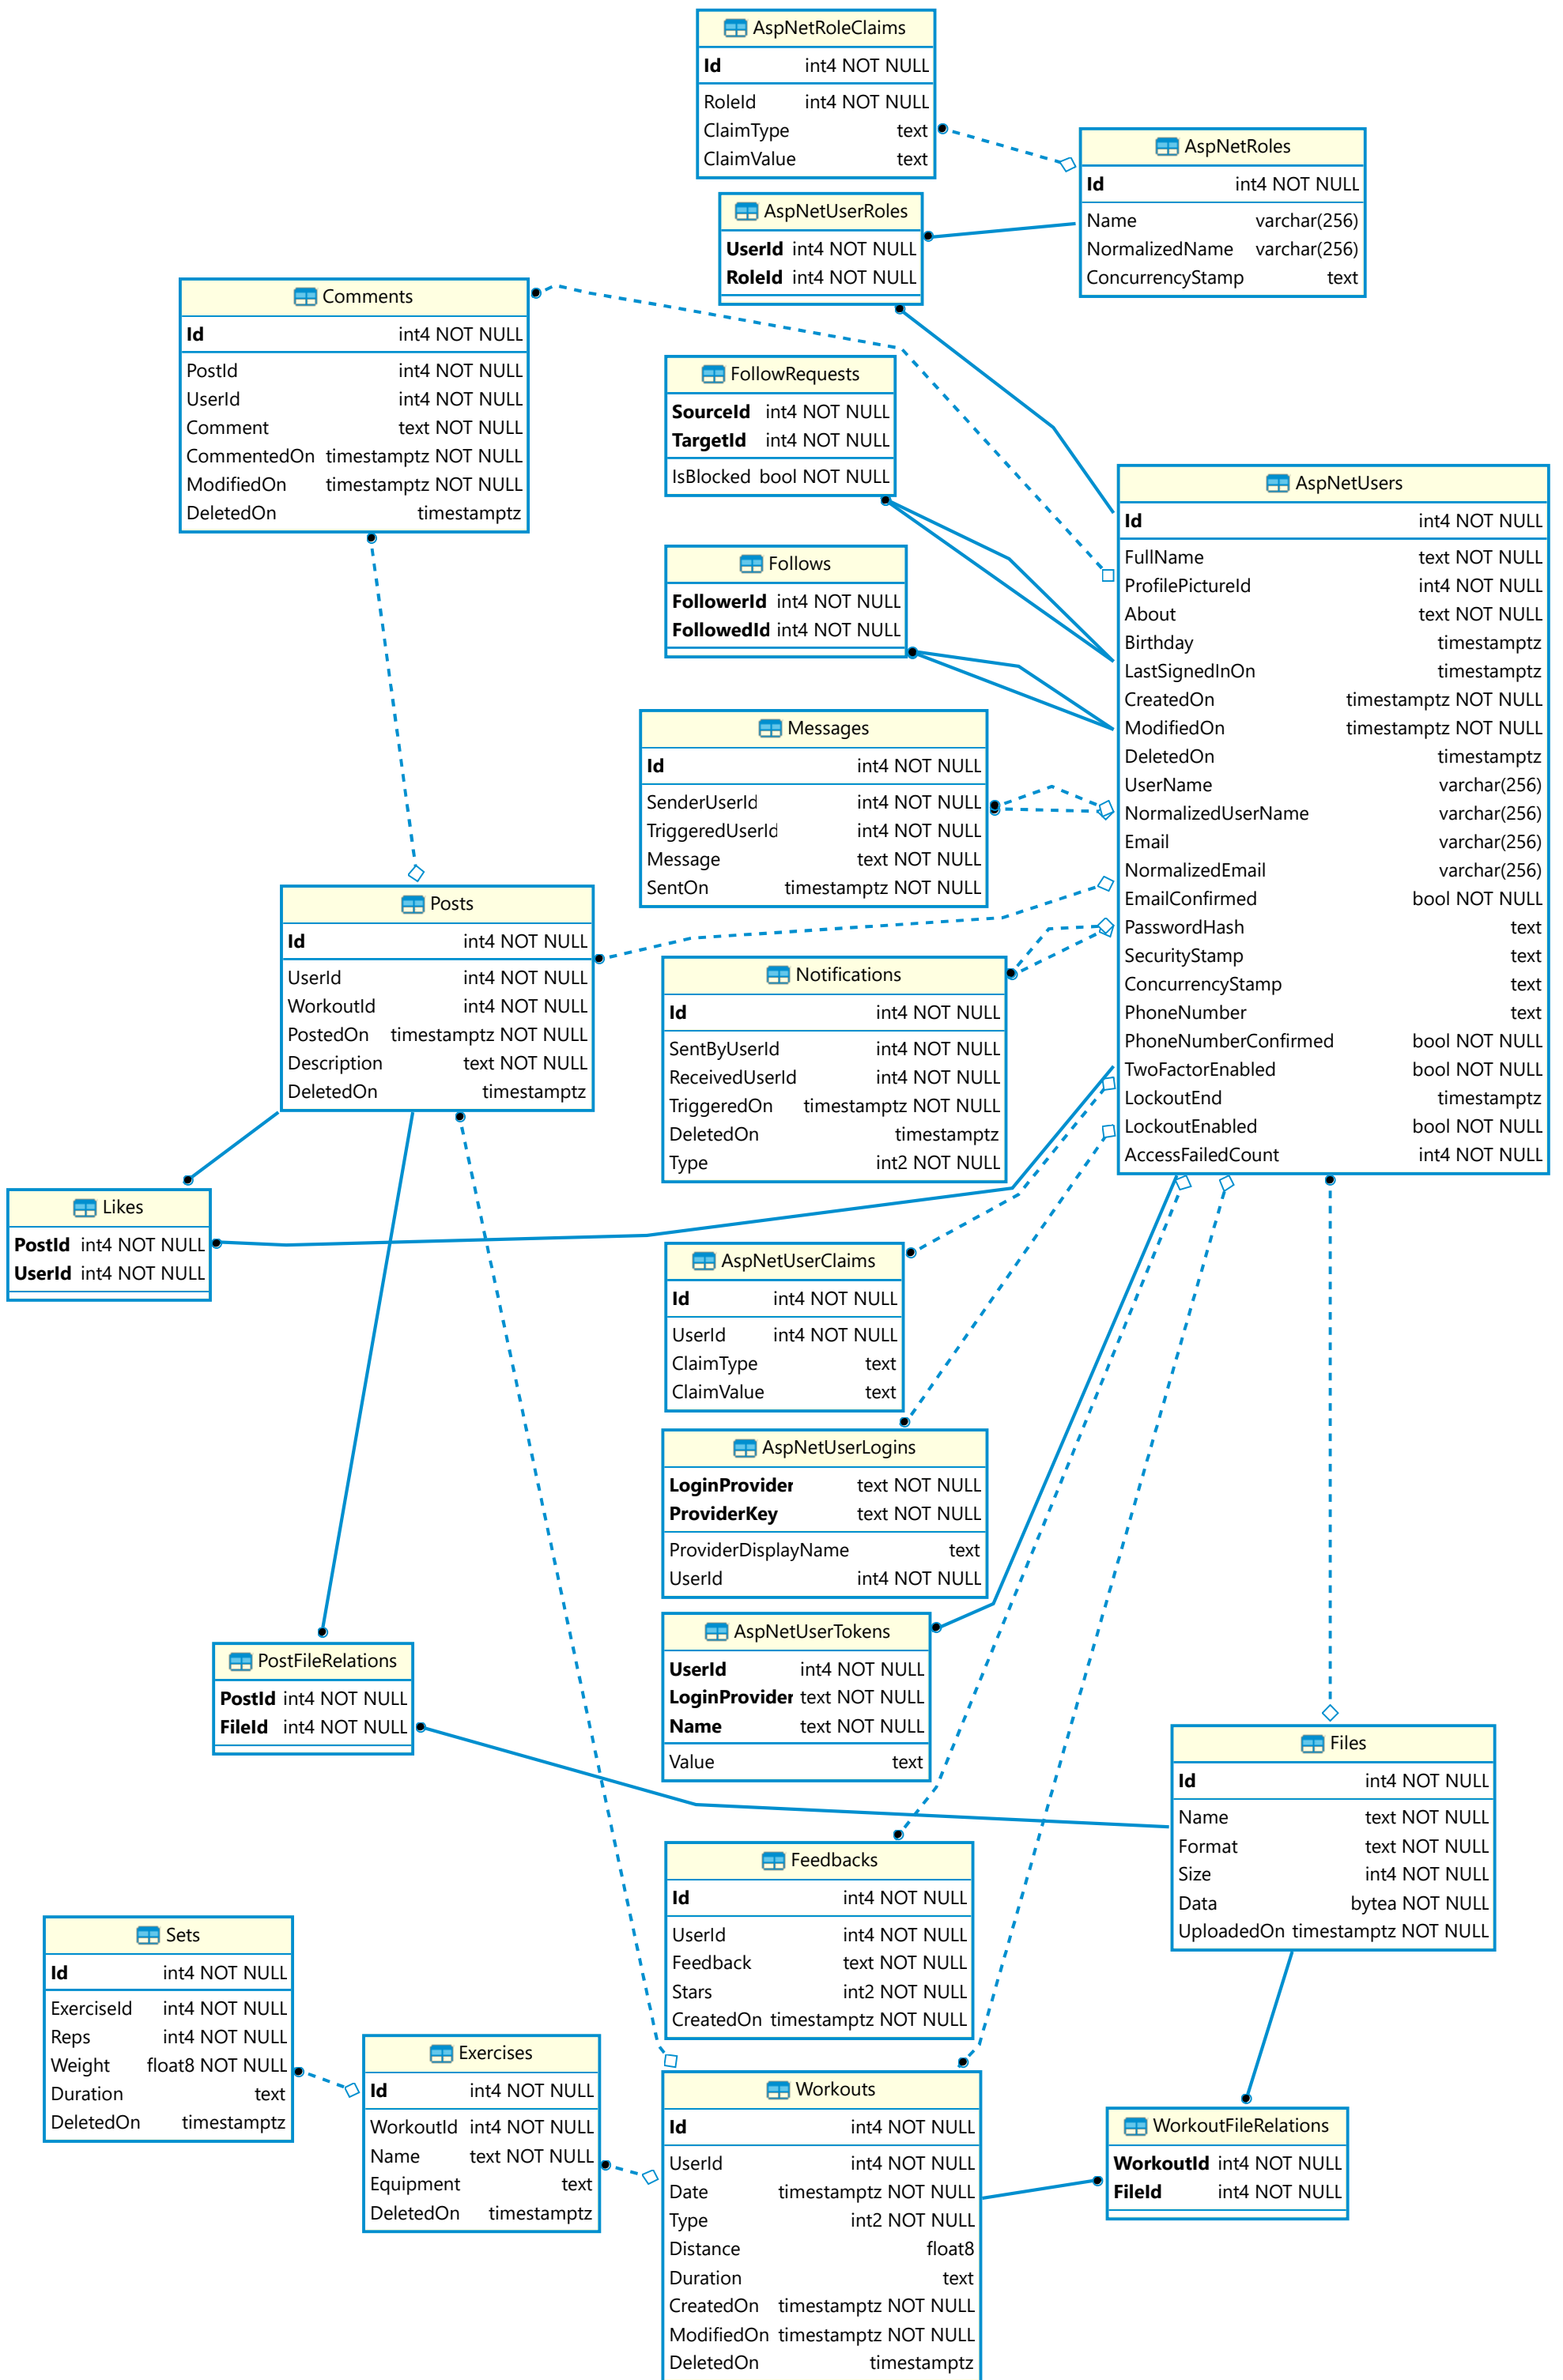 AspNetRoleClaims
Id int4 NOT NULL
RoleId int4 NOT NULL
ClaimType text
ClaimValue text
AspNetRoles
Id int4 NOT NULL
Name varchar(256)
NormalizedName varchar(256)
ConcurrencyStamp text
AspNetUserRoles
UserId int4 NOT NULL
RoleId int4 NOT NULL
Comments
Id int4 NOT NULL
PostId int4 NOT NULL
UserId int4 NOT NULL
Comment text NOT NULL
CommentedOn timestamptz NOT NULL
ModifiedOn timestamptz NOT NULL
DeletedOn timestamptz
FollowRequests
SourceId int4 NOT NULL
TargetId int4 NOT NULL
IsBlocked bool NOT NULL
AspNetUsers
Id int4 NOT NULL
FullName text NOT NULL
ProfilePictureId int4 NOT NULL
About text NOT NULL
Birthday timestamptz
LastSignedInOn timestamptz
CreatedOn timestamptz NOT NULL
ModifiedOn timestamptz NOT NULL
DeletedOn timestamptz
UserName varchar(256)
NormalizedUserName varchar(256)
Email varchar(256)
NormalizedEmail varchar(256)
EmailConfirmed bool NOT NULL
PasswordHash text
SecurityStamp text
ConcurrencyStamp text
PhoneNumber text
PhoneNumberConfirmed bool NOT NULL
TwoFactorEnabled bool NOT NULL
LockoutEnd timestamptz
LockoutEnabled bool NOT NULL
AccessFailedCount int4 NOT NULL
Follows
FollowerId int4 NOT NULL
FollowedId int4 NOT NULL
Messages
Id int4 NOT NULL
SenderUserId int4 NOT NULL
TriggeredUserId int4 NOT NULL
Message text NOT NULL
SentOn timestamptz NOT NULL
Posts
Id int4 NOT NULL
UserId int4 NOT NULL
WorkoutId int4 NOT NULL
PostedOn timestamptz NOT NULL
Description text NOT NULL
DeletedOn timestamptz
Notifications
Id int4 NOT NULL
SentByUserId int4 NOT NULL
ReceivedUserId int4 NOT NULL
TriggeredOn timestamptz NOT NULL
DeletedOn timestamptz
Type int2 NOT NULL
Likes
PostId int4 NOT NULL
UserId int4 NOT NULL
AspNetUserClaims
Id int4 NOT NULL
UserId int4 NOT NULL
ClaimType text
ClaimValue text
AspNetUserLogins
LoginProvider text NOT NULL
ProviderKey text NOT NULL
ProviderDisplayName text
UserId int4 NOT NULL
AspNetUserTokens
UserId int4 NOT NULL
LoginProvider text NOT NULL
Name text NOT NULL
Value text
PostFileRelations
PostId int4 NOT NULL
FileId int4 NOT NULL
Files
Id int4 NOT NULL
Name text NOT NULL
Format text NOT NULL
Size int4 NOT NULL
Data bytea NOT NULL
UploadedOn timestamptz NOT NULL
Feedbacks
Id int4 NOT NULL
UserId int4 NOT NULL
Feedback text NOT NULL
Stars int2 NOT NULL
CreatedOn timestamptz NOT NULL
Sets
Id int4 NOT NULL
ExerciseId int4 NOT NULL
Reps int4 NOT NULL
Weight float8 NOT NULL
Duration text
DeletedOn timestamptz
Exercises
Id int4 NOT NULL
WorkoutId int4 NOT NULL
Name text NOT NULL
Equipment text
DeletedOn timestamptz
Workouts
Id int4 NOT NULL
UserId int4 NOT NULL
Date timestamptz NOT NULL
Type int2 NOT NULL
Distance float8
Duration text
CreatedOn timestamptz NOT NULL
ModifiedOn timestamptz NOT NULL
DeletedOn timestamptz
WorkoutFileRelations
WorkoutId int4 NOT NULL
FileId int4 NOT NULL